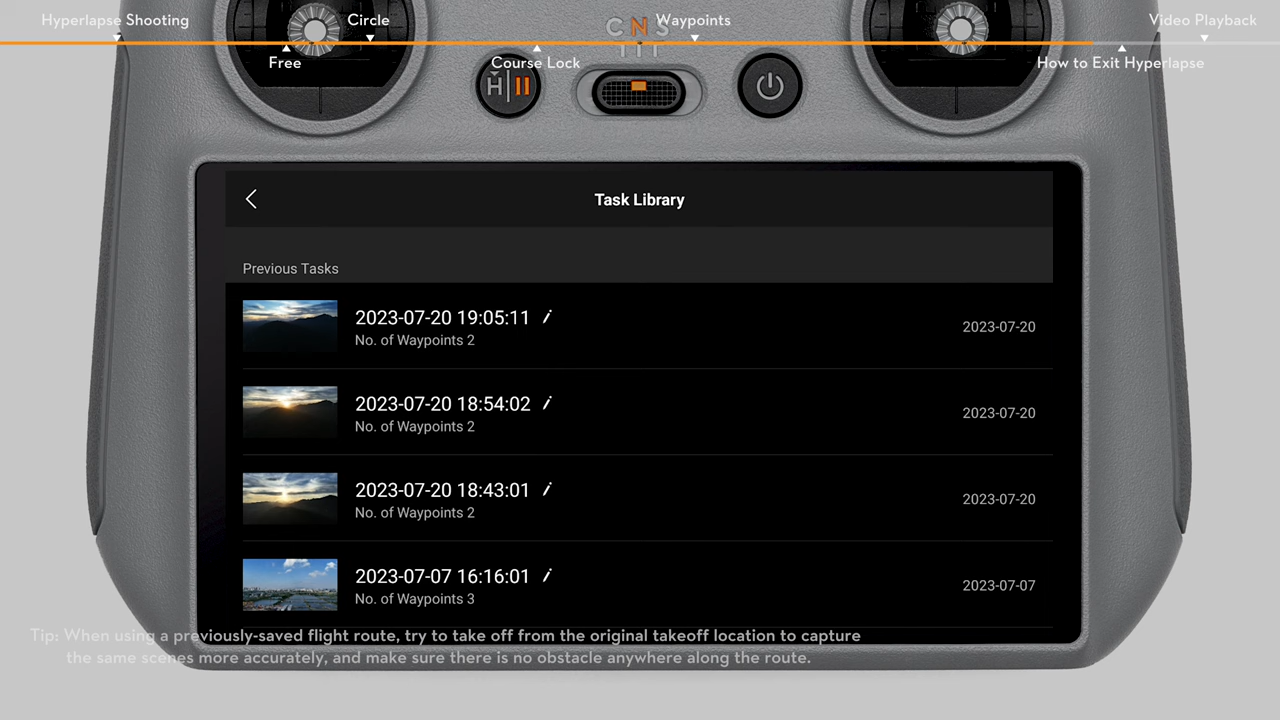 Hyperlapse Shooting
Circle
Waypoints
Video Playback
Free
Course Lock
How to Exit Hyperlapse
C N S
H
Task Library
Previous Tasks
2023-07-20 19:05:11
No. of Waypoints 2
2023-07-20
2023-07-20 18:54:02
No. of Waypoints 2
2023-07-20
2023-07-20 18:43:01
No. of Waypoints 2
2023-07-20
2023-07-07 16:16:01
No. of Waypoints 3
2023-07-07
Tip: When using a previously-saved flight route, try to take off from the original takeoff location to capture
the same scenes more accurately, and make sure there is no obstacle anywhere along the route.